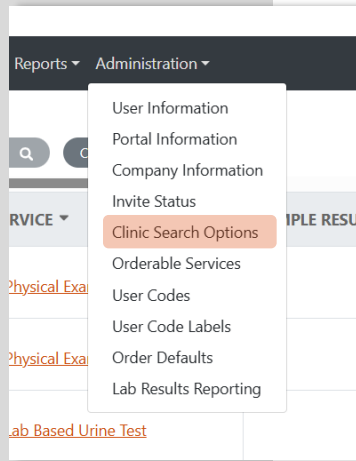 Reports Administration
User Information
Portal Information
Company Information
Invite Status
RVICE MPLE RESU
Clinic Search Options
Orderable Services
Physical Exa
User Codes
User Code Labels
Physical Exa
Order Defaults
Lab Results Reporting
Lab Based Urine Test